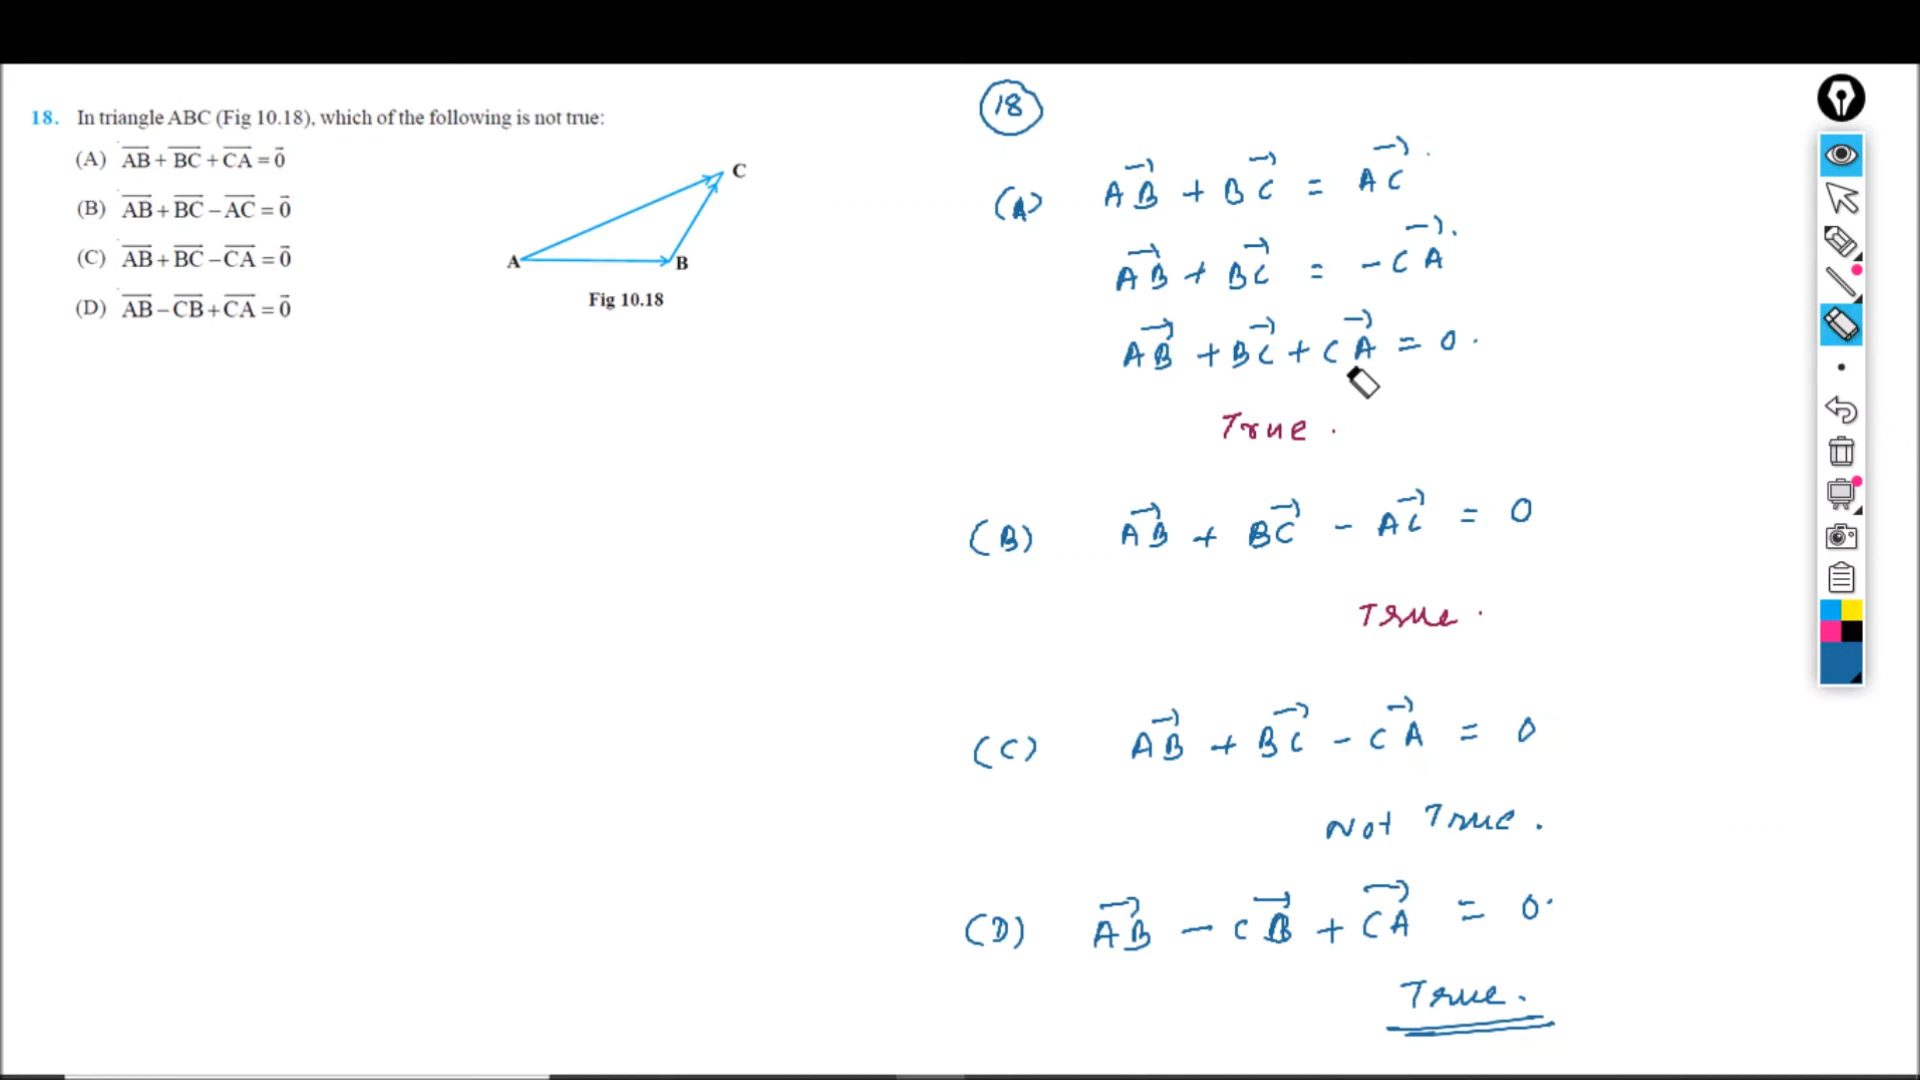 18. In triangle ABC (Fig 10.18), which of the following is not true:
(A) AB + BC + CA = 0
(B) AB + BC − AC = 0
(C) AB + BC − CA = 0
(D) AB − CB + CA = 0
C
A
B
Fig 10.18
18
(A) AB + BC = AC
AB + BC = − CA
AB + BC + CA = 0.
True.
(B) AB + BC − AC = 0
True.
(C) AB + BC − CA = 0
Not True.
(D) AB − CB + CA = 0.
True.